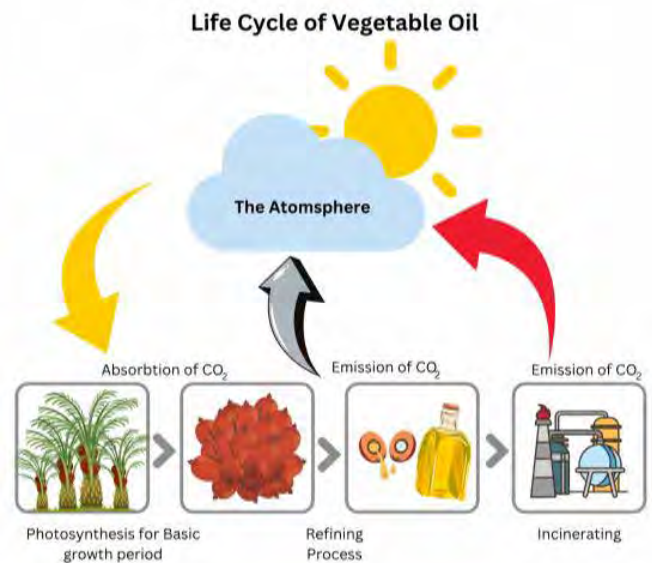 Life Cycle of Vegetable Oil
The Atomsphere
Absorbtion of CO₂
Emission of CO₂
Emission of CO₂
Photosynthesis for Basic
growth period
Refining
Process
Incinerating